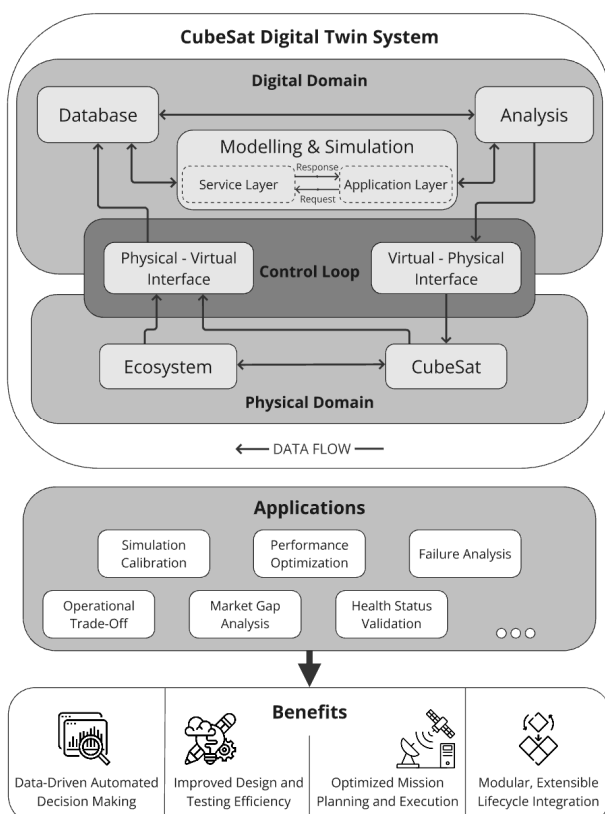 CubeSat Digital Twin System
Digital Domain
Database
Analysis
Modelling & Simulation
Response
Service Layer
Application Layer
Request
Physical - Virtual
Interface
Control Loop
Virtual - Physical
Interface
Ecosystem
CubeSat
Physical Domain
DATA FLOW
Applications
Simulation
Calibration
Performance
Optimization
Failure Analysis
Operational
Trade-Off
Market Gap
Analysis
Health Status
Validation
Benefits
Data-Driven Automated
Decision Making
Improved Design and
Testing Efficiency
Optimized Mission
Planning and Execution
Modular, Extensible
Lifecycle Integration